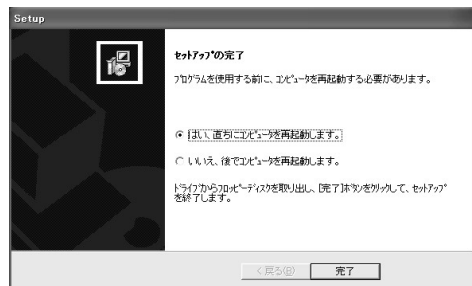 Setup
ｾｯﾄｱｯﾌﾟの完了
ﾌﾟﾛｸﾞﾗﾑを使用する前に、ｺﾝﾋﾟｭｰﾀを再起動する必要があります。
はい、直ちにｺﾝﾋﾟｭｰﾀを再起動します。
いいえ、後でｺﾝﾋﾟｭｰﾀを再起動します。
ﾄﾞﾗｲﾌﾞからﾌﾛｯﾋﾟｰﾃﾞｨｽｸを取り出し、[完了]ﾎﾞﾀﾝをｸﾘｯｸして、ｾｯﾄｱｯﾌﾟ
を終了します。
< 戻る(B)
完了